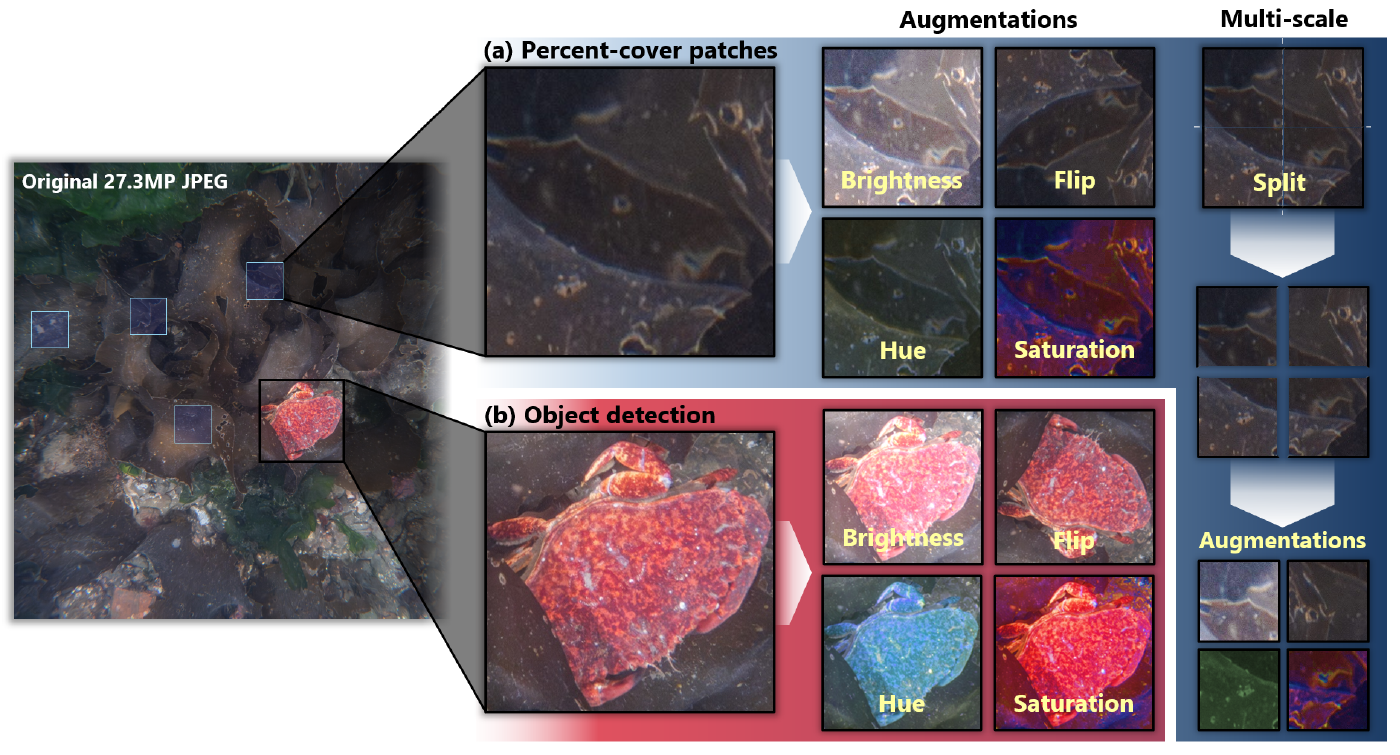 Augmentations
Multi-scale
(a) Percent-cover patches
Original 27.3MP JPEG
Brightness
Flip
Split
Hue
Saturation
(b) Object detection
Brightness
Flip
Augmentations
Hue
Saturation